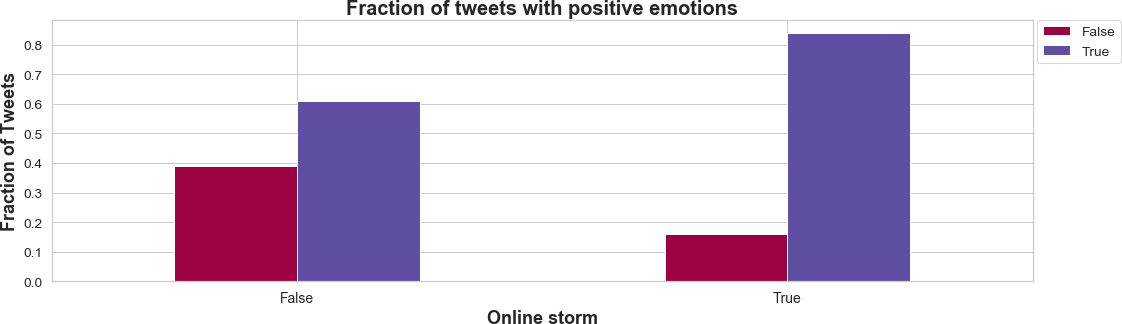 Fraction of tweets with positive emotions
Fraction of Tweets
0.8
0.7
0.6
0.5
0.4
0.3
0.2
0.1
0.0
False
True
Online storm
False
True